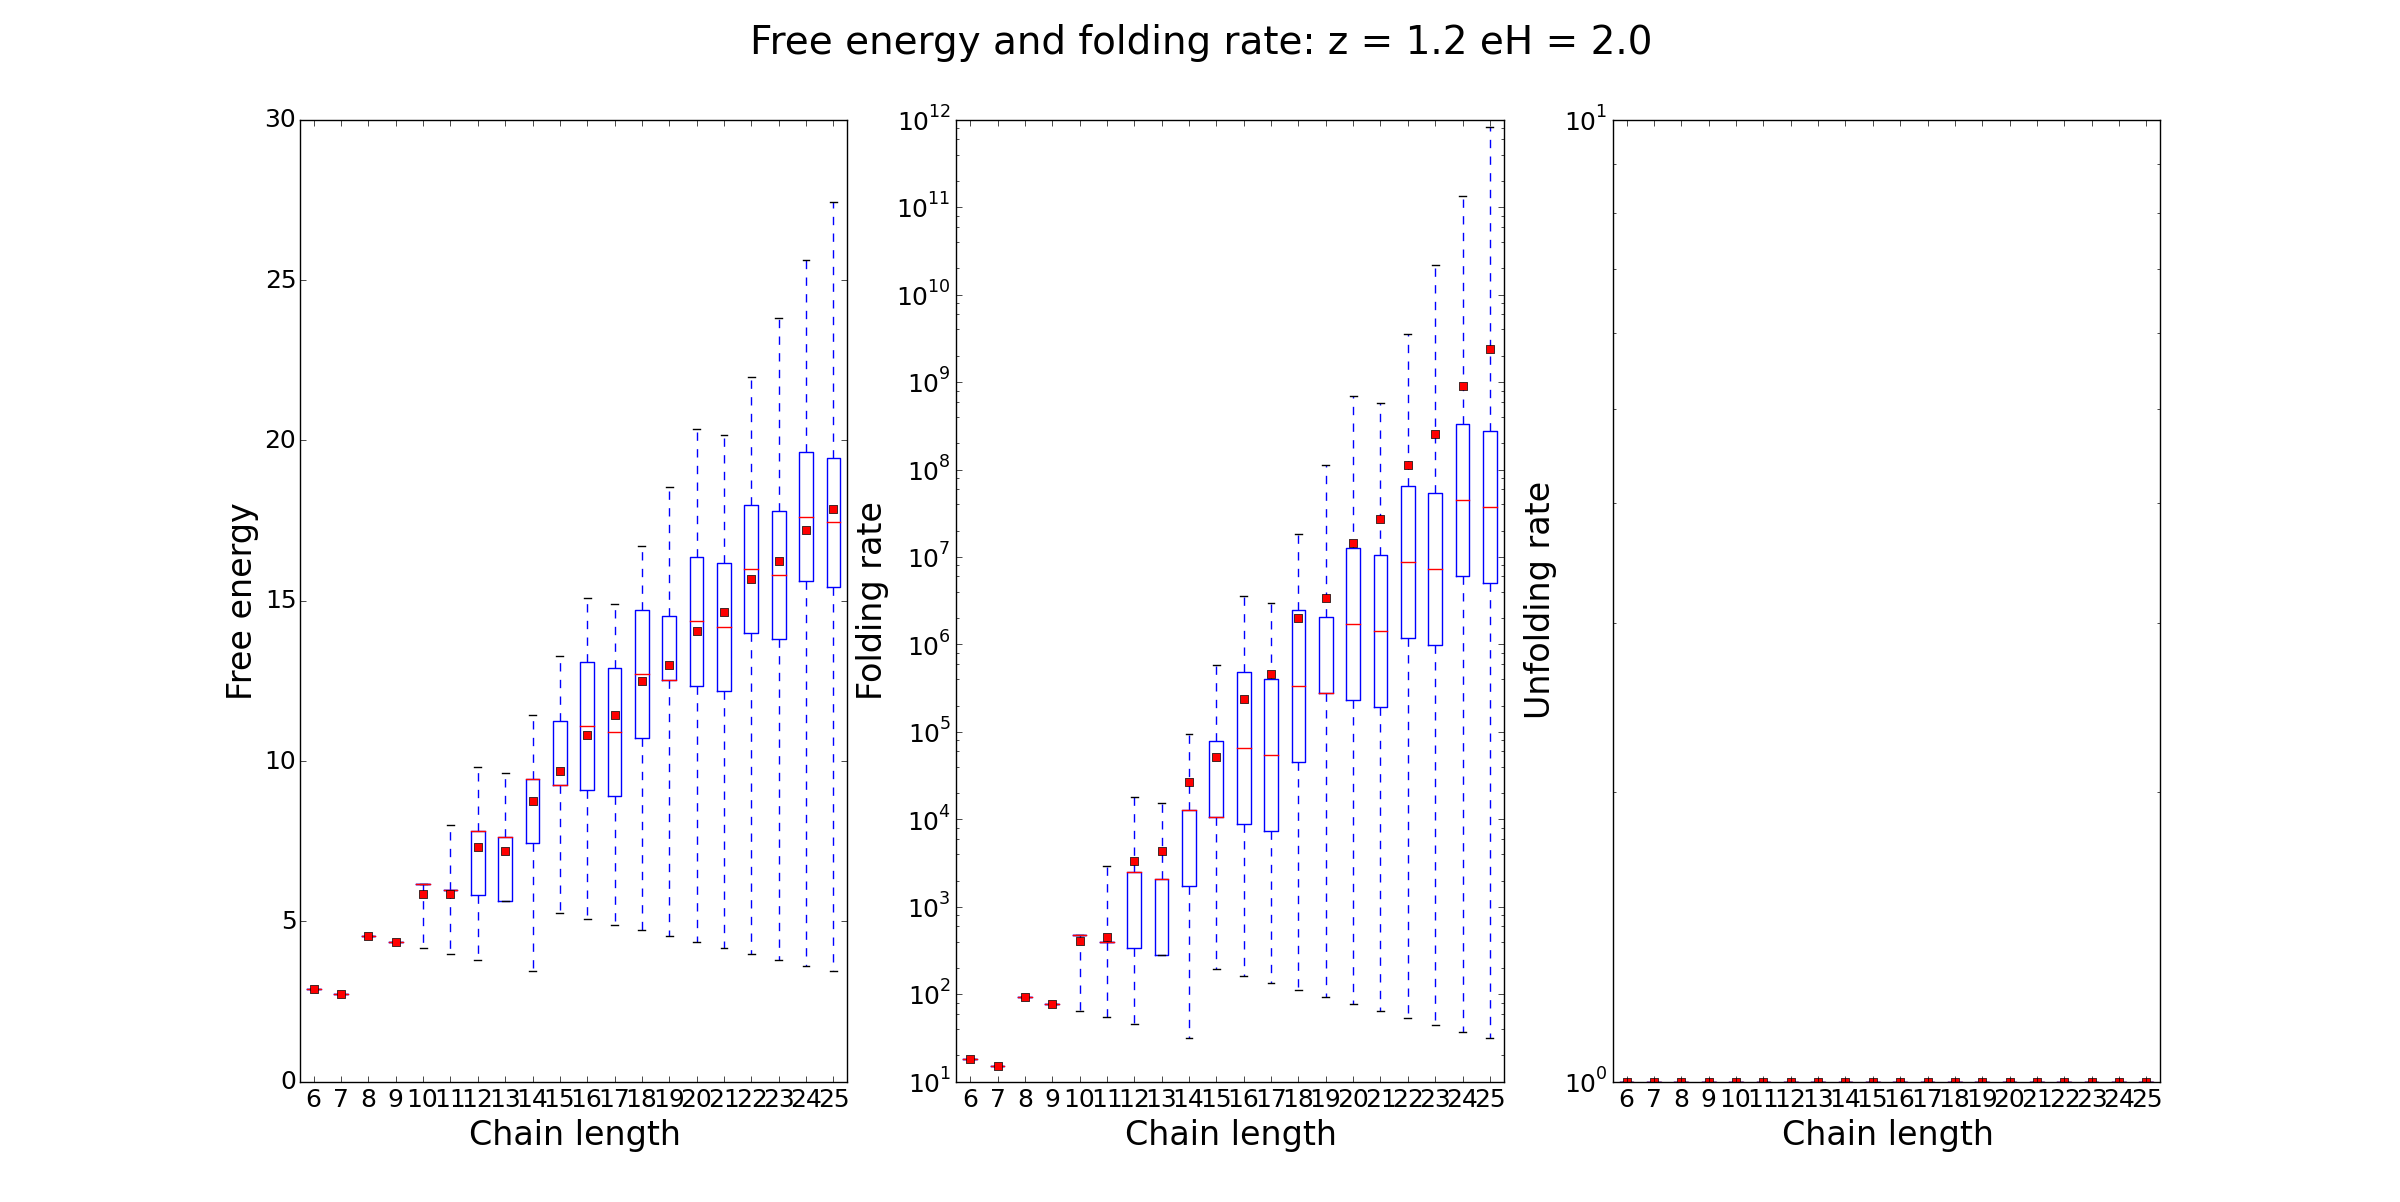 Free energy and folding rate: z = 1.2 eH = 2.0
Free energy
30
25
20
15
10
5
0
6 7 8 9 10 11 12 13 14 15 16 17 18 19 20 21 22 23 24 25
Chain length
Folding rate
10^12
10^11
10^10
10^9
10^8
10^7
10^6
10^5
10^4
10^3
10^2
10^1
6 7 8 9 10 11 12 13 14 15 16 17 18 19 20 21 22 23 24 25
Chain length
Unfolding rate
10^1
10^0
6 7 8 9 10 11 12 13 14 15 16 17 18 19 20 21 22 23 24 25
Chain length